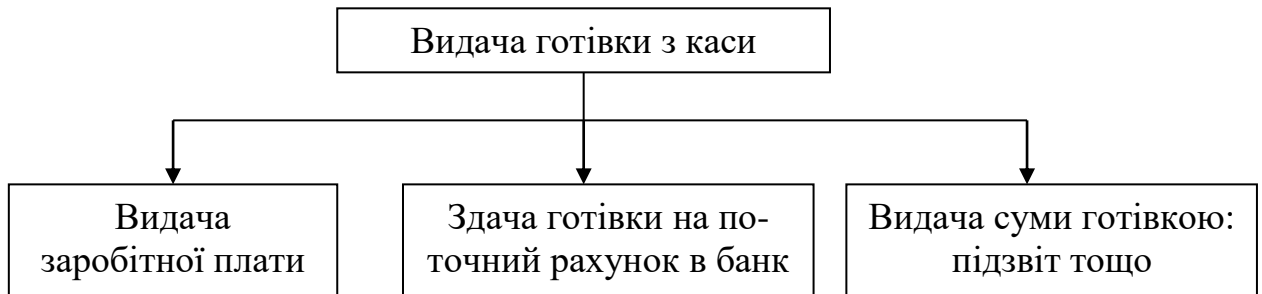 Видача готівки з каси
Видача
заробітної плати
Здача готівки на по-
точний рахунок в банк
Видача суми готівкою:
підзвіт тощо